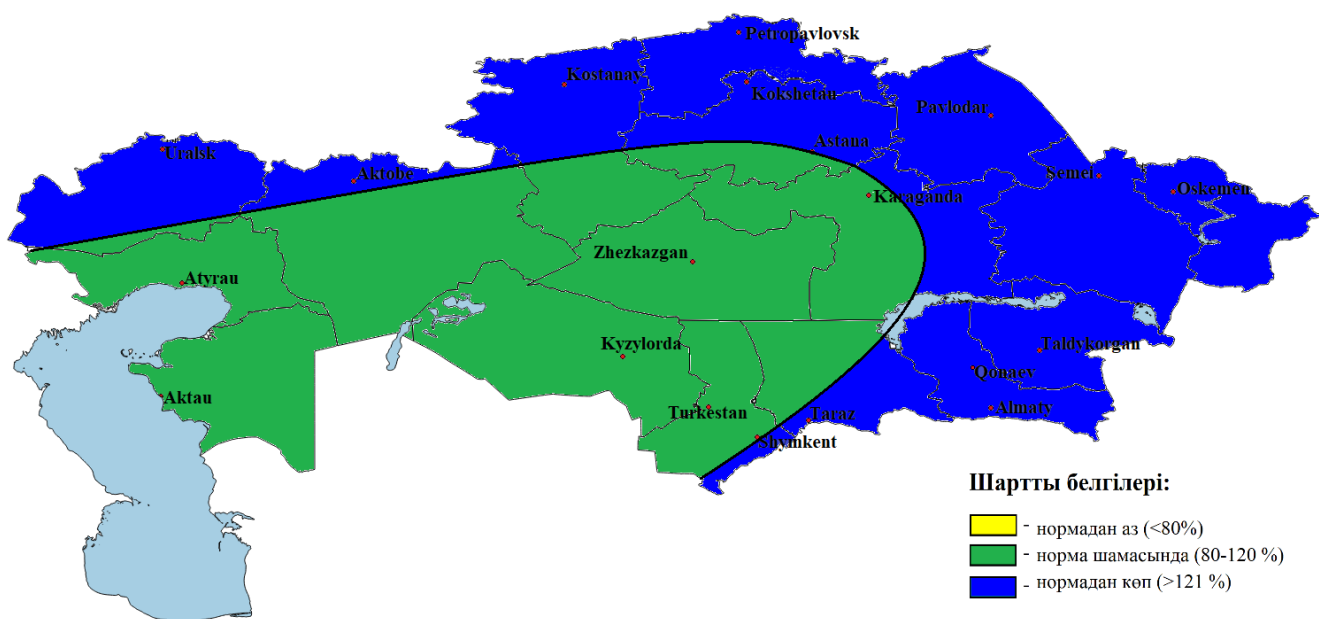 Petropavlovsk
Kostanay
Kokshetau
Pavlodar
Astana
Uralsk
Aktobe
Semei
Oskemen
Karaganda
Zhezkazgan
Atyrau
Kyzylorda
Taldykorgan
Qonaev
Aktau
Turkestan
Taraz
Almaty
Shymkent
Шартты белгілері:
- нормадан аз (<80%)
- норма шамасында (80-120 %)
- нормадан көп (>121 %)